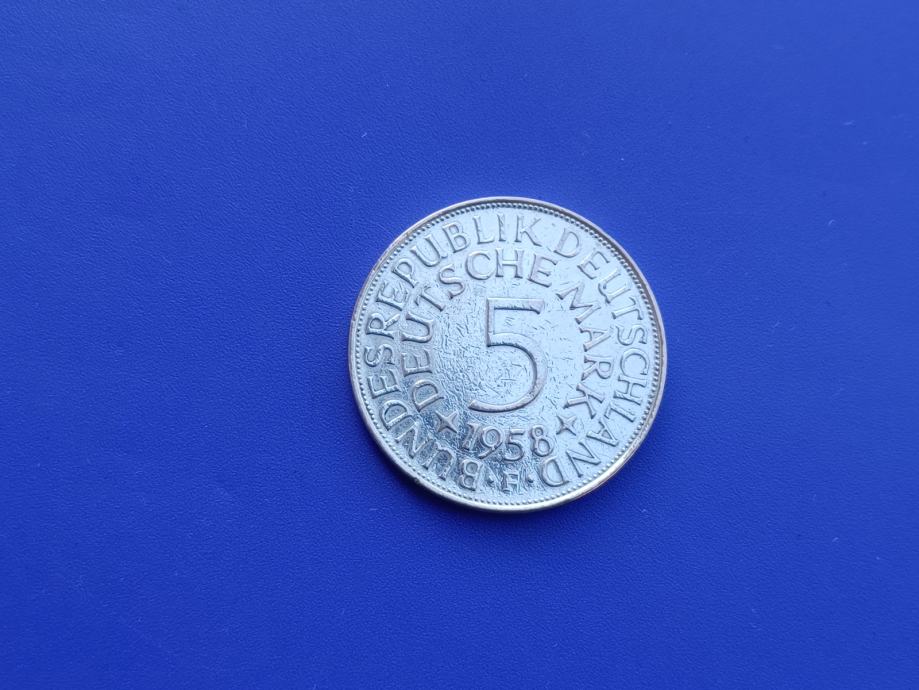 BUNDESREPUBLIK DEUTSCHLAND
DEUTSCHE MARK
5
1958
F